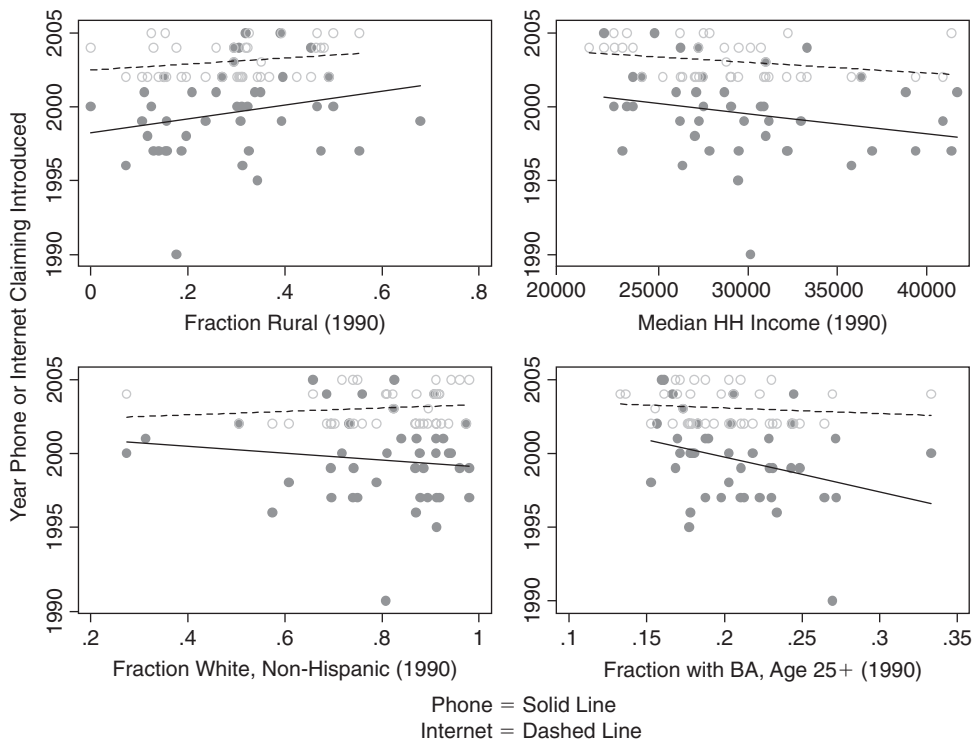 Year Phone or Internet Claiming Introduced
2005
2000
1995
1990
0 .2 .4 .6 .8
Fraction Rural (1990)
2005
2000
1995
1990
20000 25000 30000 35000 40000
Median HH Income (1990)
2005
2000
1995
1990
.2 .4 .6 .8 1
Fraction White, Non-Hispanic (1990)
2005
2000
1995
1990
.1 .15 .2 .25 .3 .35
Fraction with BA, Age 25+ (1990)
Phone = Solid Line
Internet = Dashed Line